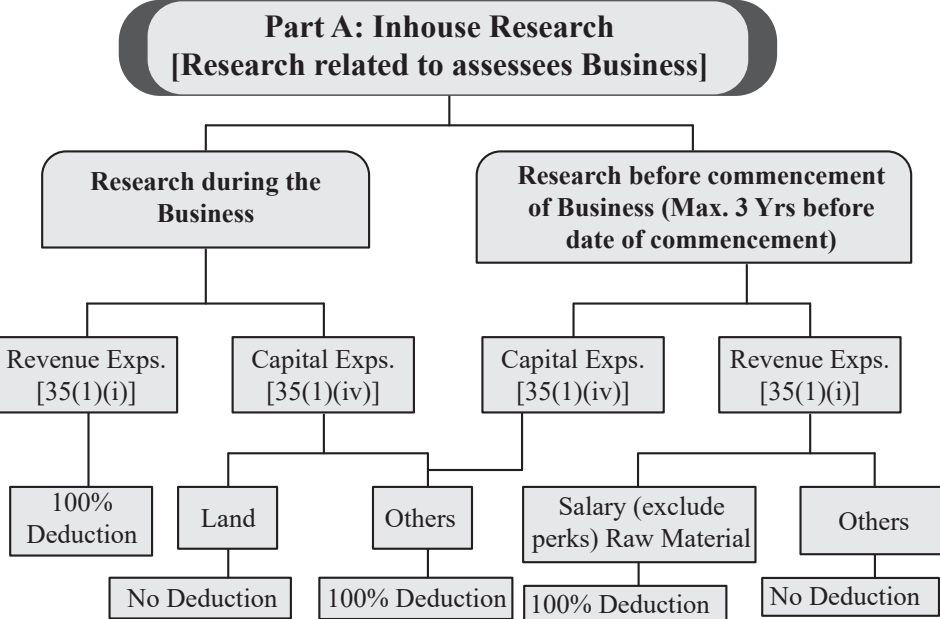 Part A: Inhouse Research
[Research related to assessees Business]
Research during the
Business
Research before commencement
of Business (Max. 3 Yrs before
date of commencement)
Revenue Exps.
[35(1)(i)]
Capital Exps.
[35(1)(iv)]
Capital Exps.
[35(1)(iv)]
Revenue Exps.
[35(1)(i)]
100%
Deduction
Land
Others
Salary (exclude
perks) Raw Material
Others
No Deduction
100% Deduction
100% Deduction
No Deduction